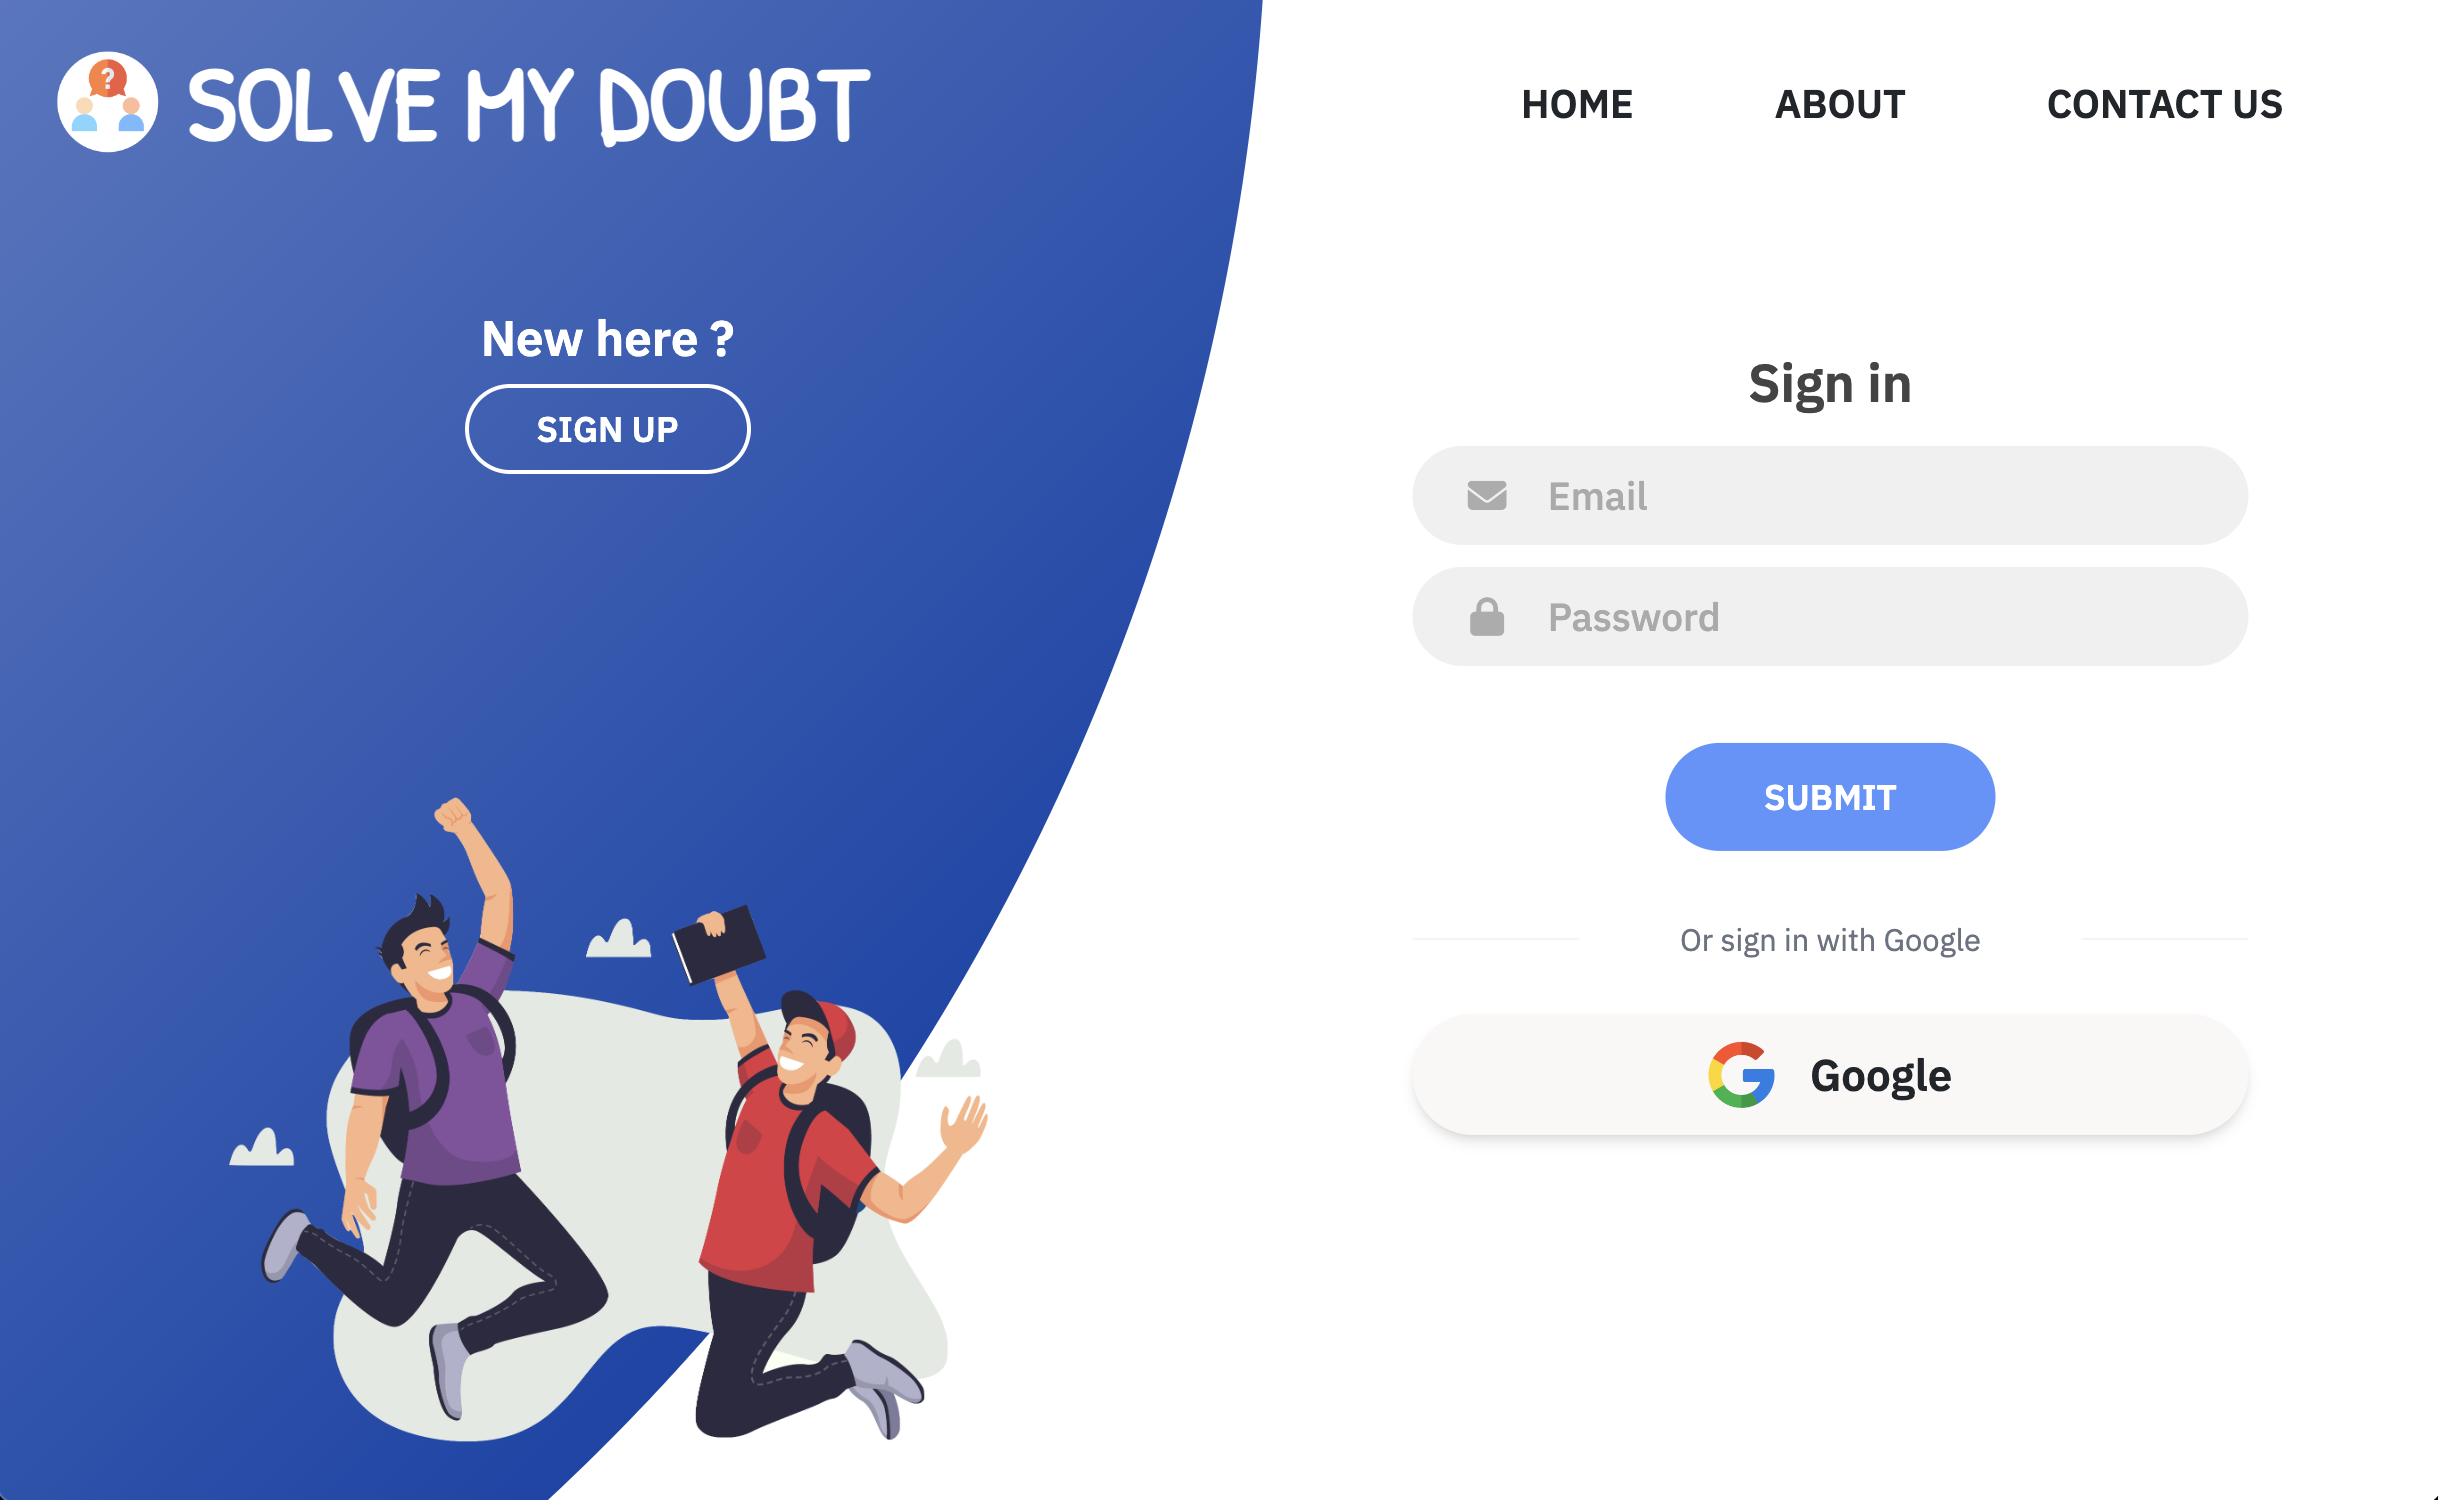 ?
SOLVE MY DOUBT
HOME
ABOUT
CONTACT US
New here ?
SIGN UP
Sign in
Email
Password
SUBMIT
Or sign in with Google
Google